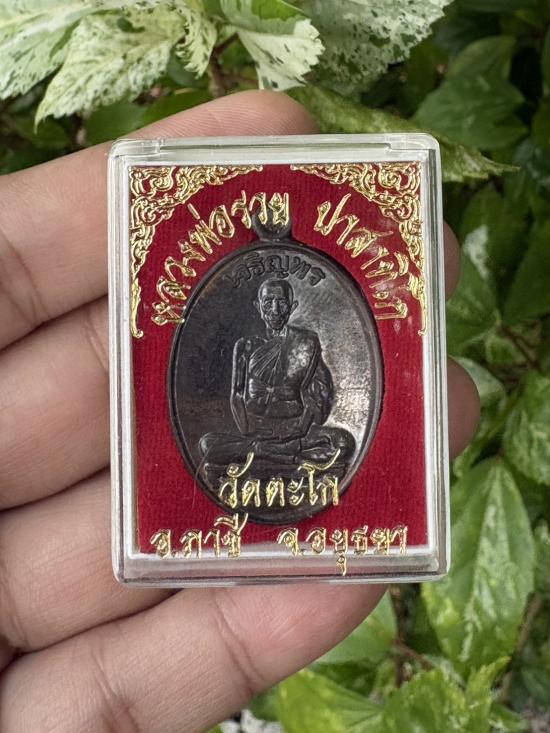 หลวงพ่อรวย ปาสาทิโก
เจริญพร
วัดตะโก
อ.ภาชี จ.อยุธยา